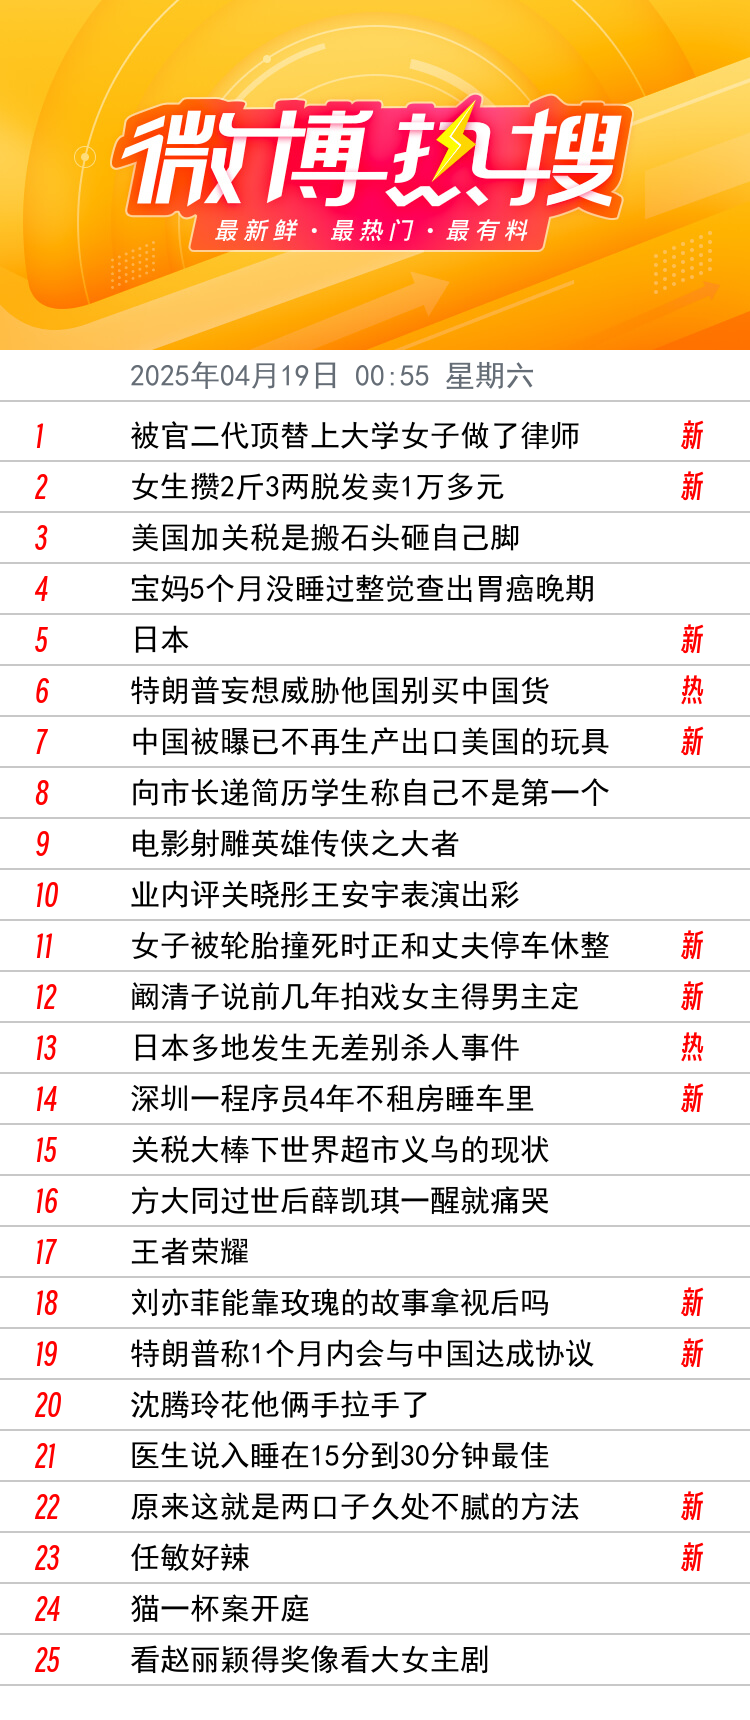 微博热搜
最新鲜·最热门·最有料
2025年04月19日 00:55 星期六
1 被官二代顶替上大学女子做了律师 新
2 女生攒2斤3两脱发卖1万多元 新
3 美国加关税是搬石头砸自己脚
4 宝妈5个月没睡过整觉查出胃癌晚期
5 日本 新
6 特朗普妄想威胁他国别买中国货 热
7 中国被曝已不再生产出口美国的玩具 新
8 向市长递简历学生称自己不是第一个
9 电影射雕英雄传侠之大者
10 业内评关晓彤王安宇表演出彩
11 女子被轮胎撞死时正和丈夫停车休整 新
12 阚清子说前几年拍戏女主得男主定 新
13 日本多地发生无差别杀人事件 热
14 深圳一程序员4年不租房睡车里 新
15 关税大棒下世界超市义乌的现状
16 方大同过世后薛凯琪一醒就痛哭
17 王者荣耀
18 刘亦菲能靠玫瑰的故事拿视后吗 新
19 特朗普称1个月内会与中国达成协议 新
20 沈腾玲花他俩手拉手了
21 医生说入睡在15分到30分钟最佳
22 原来这就是两口子久处不腻的方法 新
23 任敏好辣 新
24 猫一杯案开庭
25 看赵丽颖得奖像看大女主剧